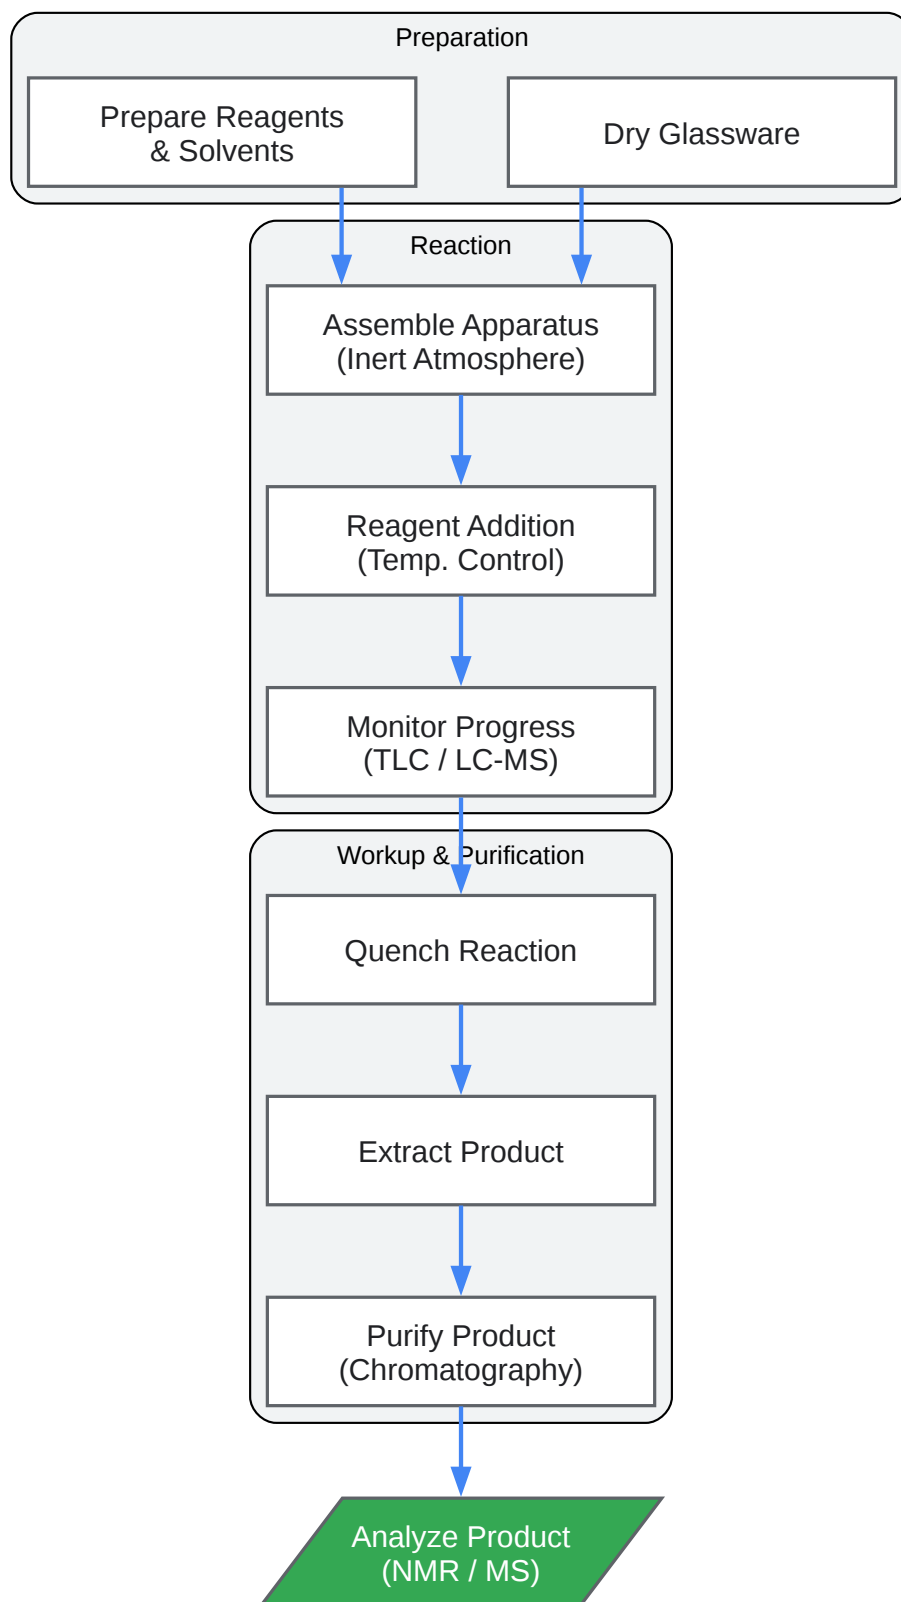 Preparation
Prepare Reagents
& Solvents
Dry Glassware
Reaction
Assemble Apparatus
(Inert Atmosphere)
Reagent Addition
(Temp. Control)
Monitor Progress
(TLC / LC-MS)
Workup & Purification
Quench Reaction
Extract Product
Purify Product
(Chromatography)
Analyze Product
(NMR / MS)